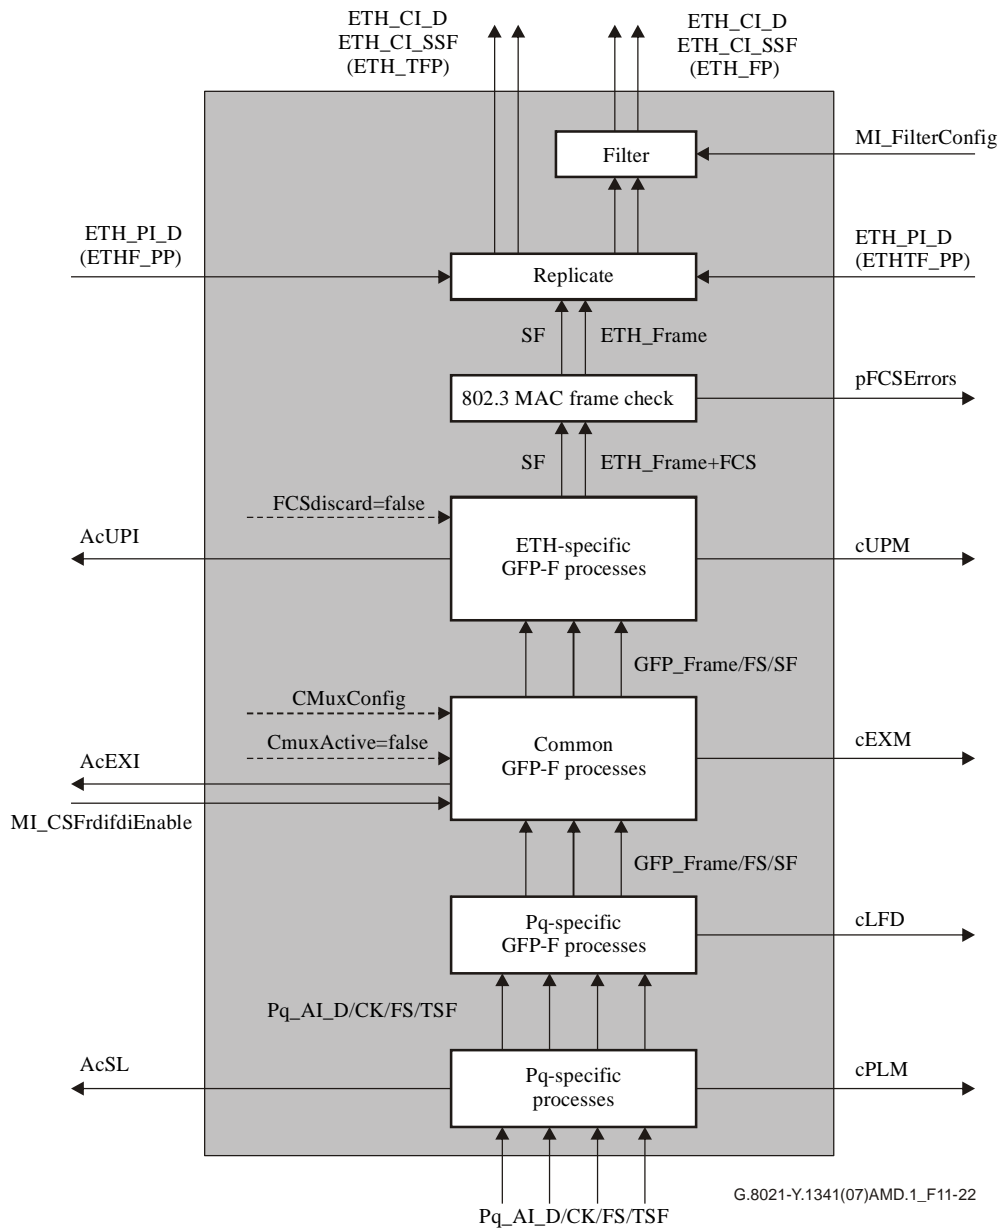 ETH_CI_D
ETH_CI_SSF
(ETH_TFP)
ETH_CI_D
ETH_CI_SSF
(ETH_FP)
Filter
MI_FilterConfig
ETH_PI_D
(ETHF_PP)
Replicate
ETH_PI_D
(ETHTF_PP)
SF
ETH_Frame
802.3 MAC frame check
pFCSErrors
SF
ETH_Frame+FCS
FCSdiscard=false
AcUPI
ETH-specific
GFP-F processes
cUPM
GFP_Frame/FS/SF
CMuxConfig
CmuxActive=false
AcEXI
Common
GFP-F processes
cEXM
MI_CSFrdifdiEnable
GFP_Frame/FS/SF
Pq-specific
GFP-F processes
cLFD
Pq_AI_D/CK/FS/TSF
AcSL
Pq-specific
processes
cPLM
Pq_AI_D/CK/FS/TSF
G.8021-Y.1341(07)AMD.1_F11-22